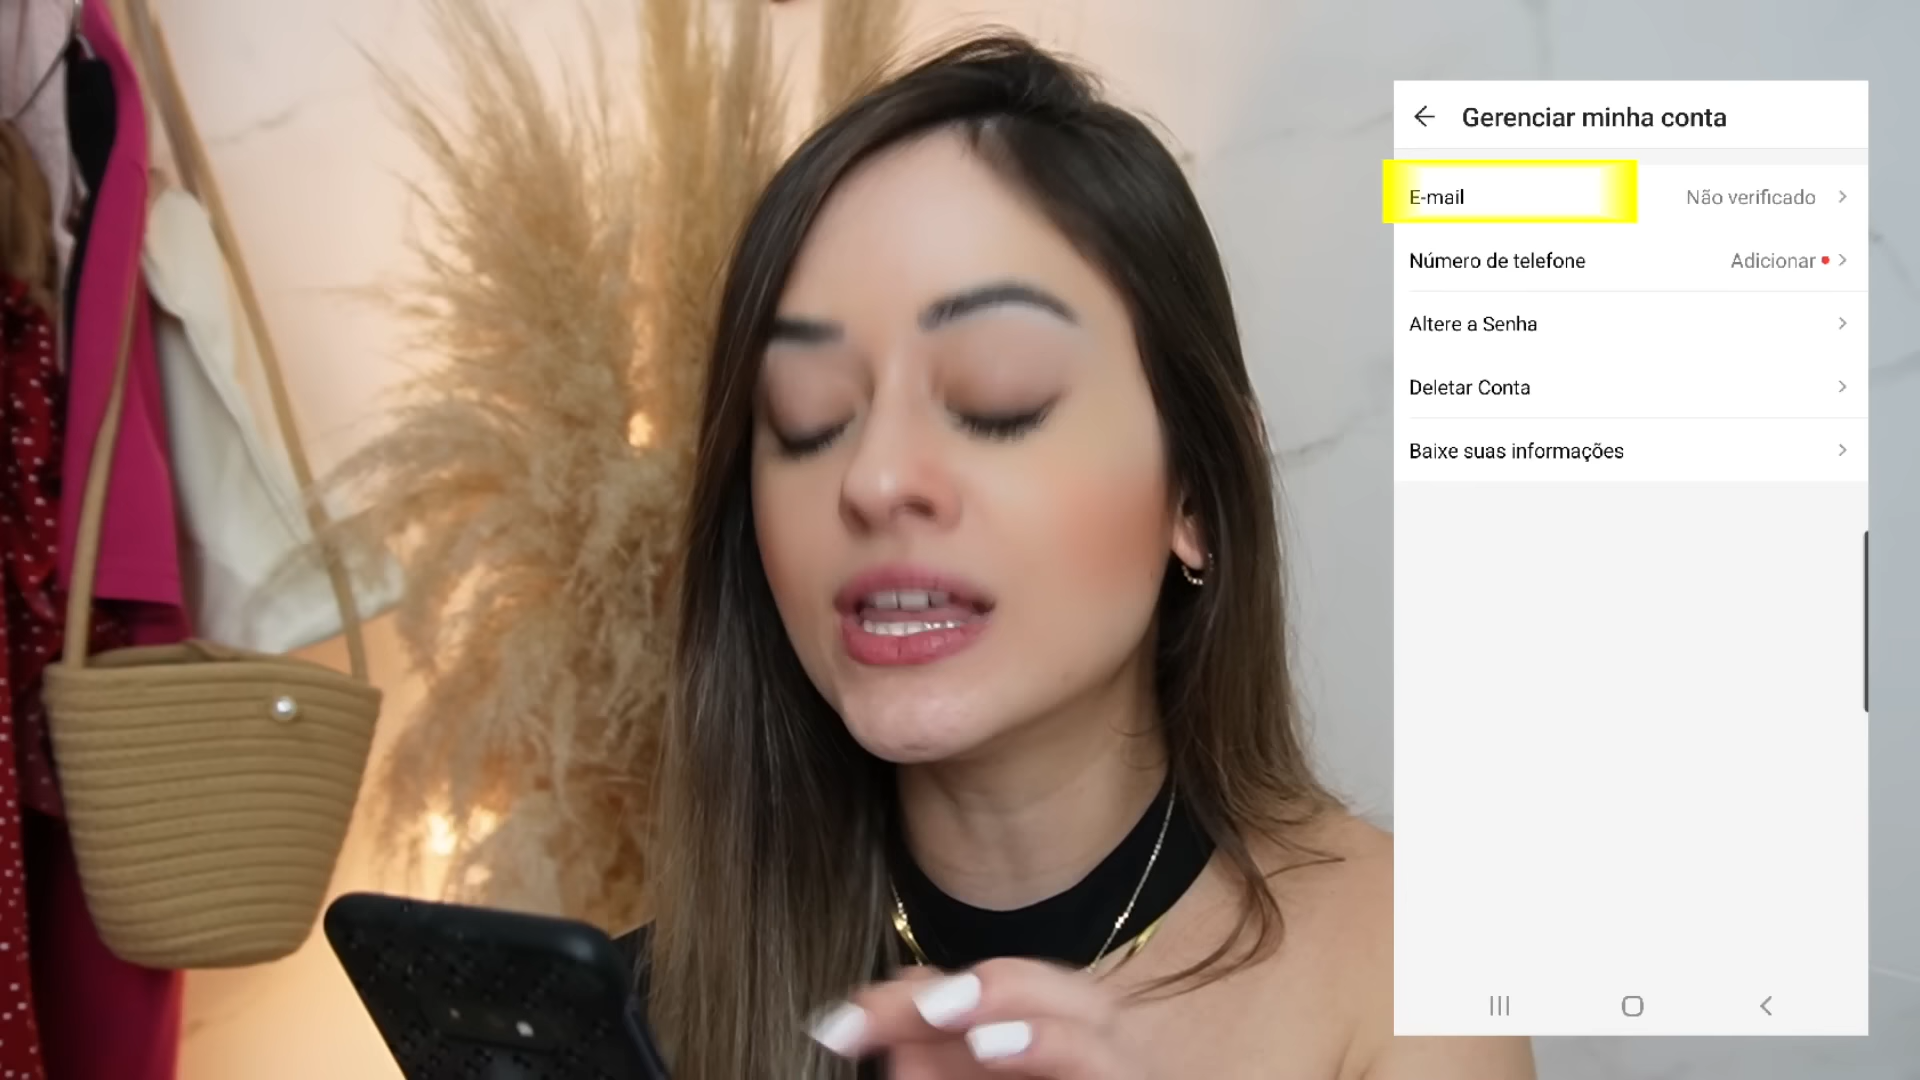 Gerenciar minha conta
E-mail
Não verificado
Número de telefone
Adicionar
Altere a Senha
Deletar Conta
Baixe suas informações